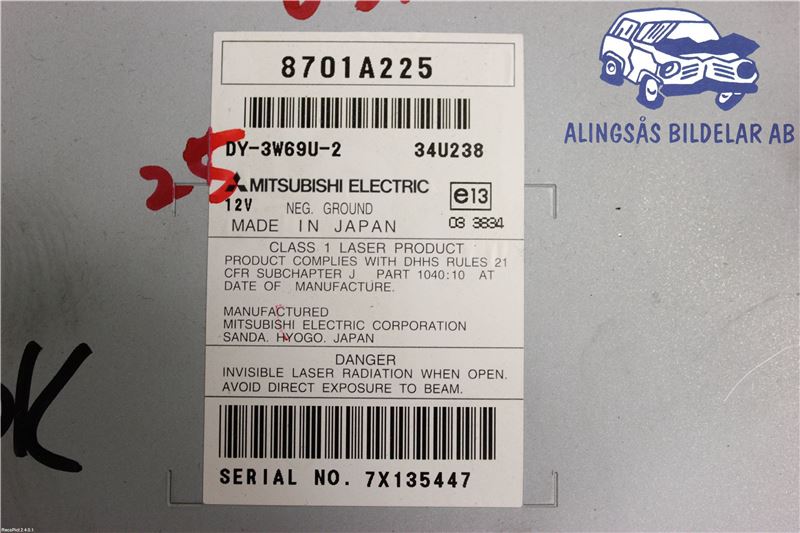 8701A225
ALINGSÅS BILDELAR AB
DY-3W69U-2 34U238
25
MITSUBISHI ELECTRIC e13
12V NEG. GROUND 03 3834
MADE IN JAPAN
CLASS 1 LASER PRODUCT
PRODUCT COMPLIES WITH DHHS RULES 21
CFR SUBCHAPTER J PART 1040:10 AT
DATE OF MANUFACTURE.
MANUFACTURED
MITSUBISHI ELECTRIC CORPORATION
SANDA. HYOGO. JAPAN
DANGER
INVISIBLE LASER RADIATION WHEN OPEN.
AVOID DIRECT EXPOSURE TO BEAM.
OK
SERIAL NO. 7X135447